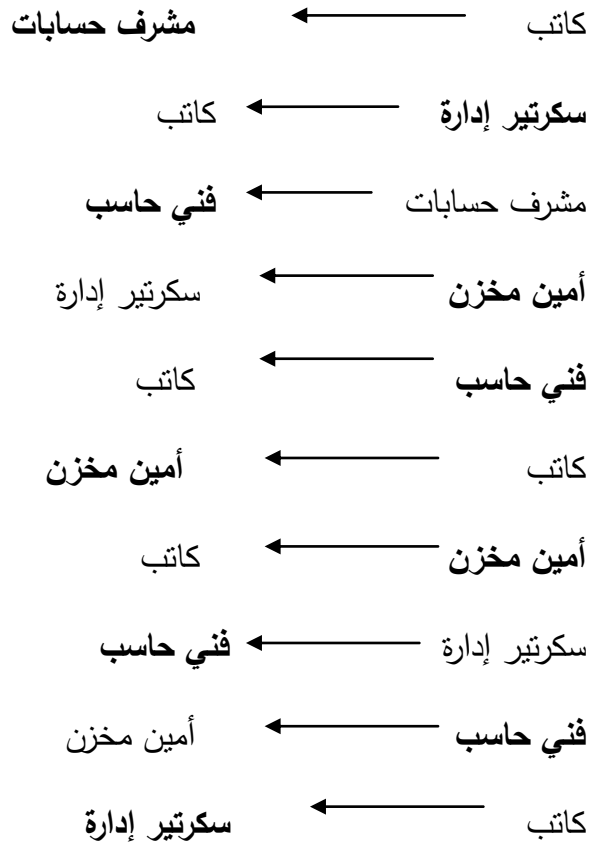 كاتب ← مشرف حسابات
سكرتير إدارة ← كاتب
مشرف حسابات ← فني حاسب
أمين مخزن ← سكرتير إدارة
فني حاسب ← كاتب
كاتب ← أمين مخزن
أمين مخزن ← كاتب
سكرتير إدارة ← فني حاسب
فني حاسب ← أمين مخزن
كاتب ← سكرتير إدارة